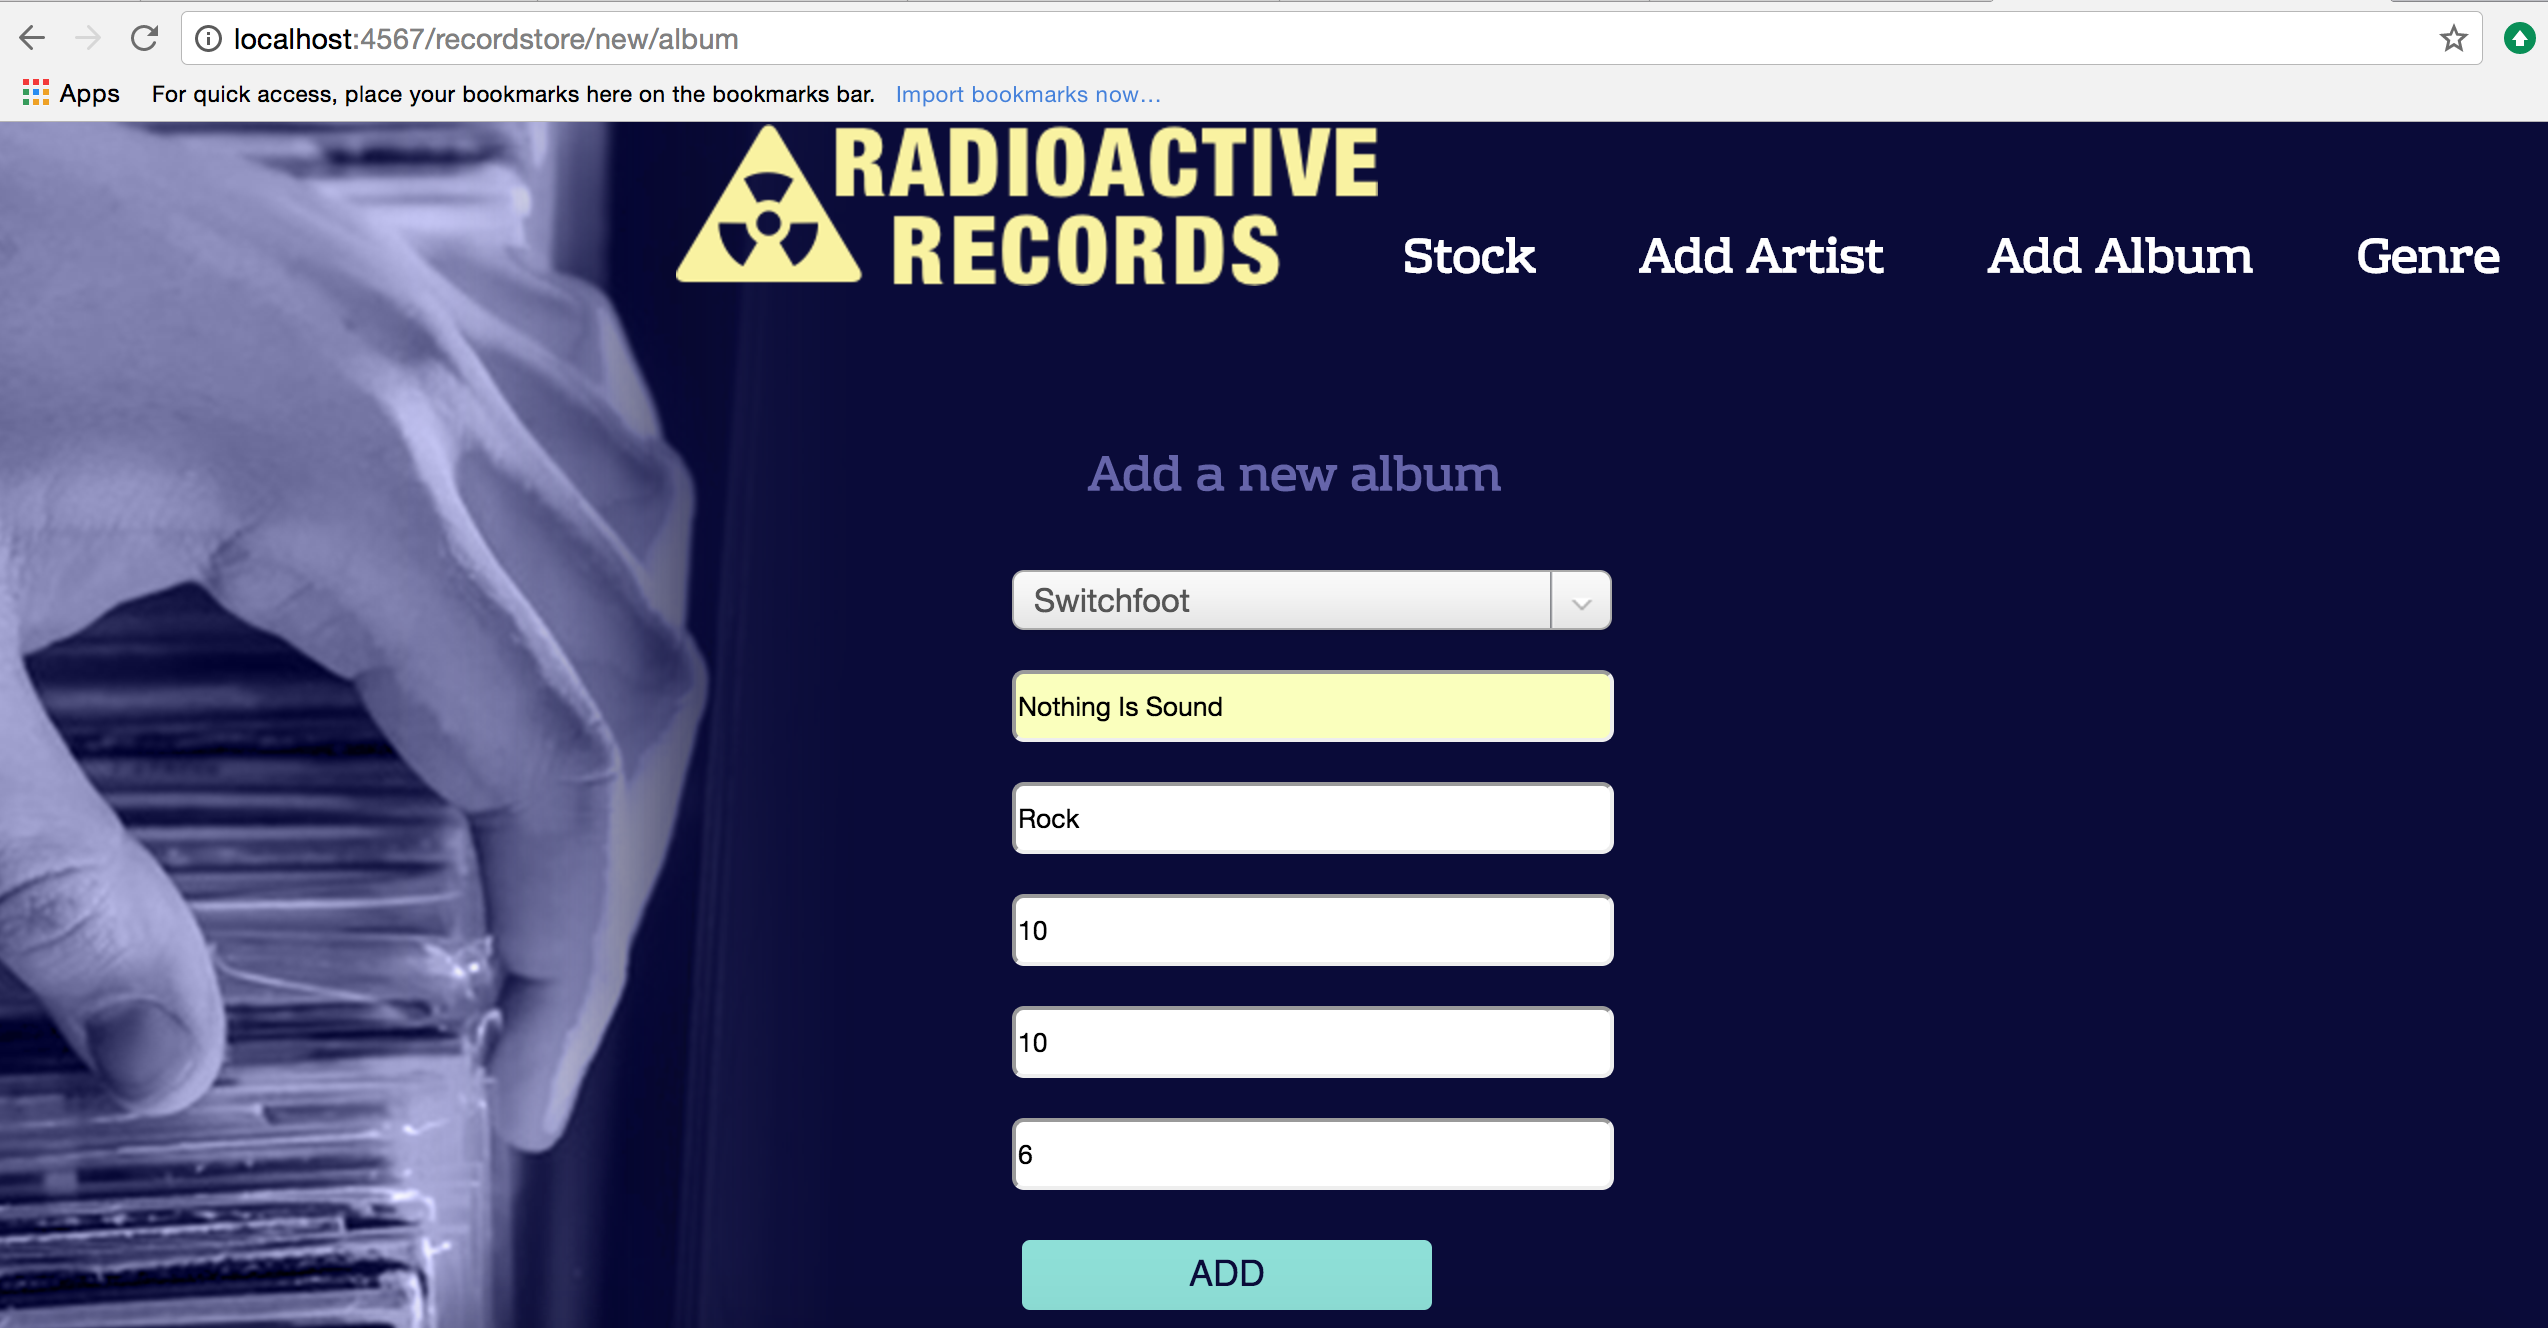 localhost:4567/recordstore/new/album
Apps For quick access, place your bookmarks here on the bookmarks bar. Import bookmarks now...
RADIOACTIVE
RECORDS
Stock Add Artist Add Album Genre
Add a new album
Switchfoot
Nothing Is Sound
Rock
10
10
6
ADD